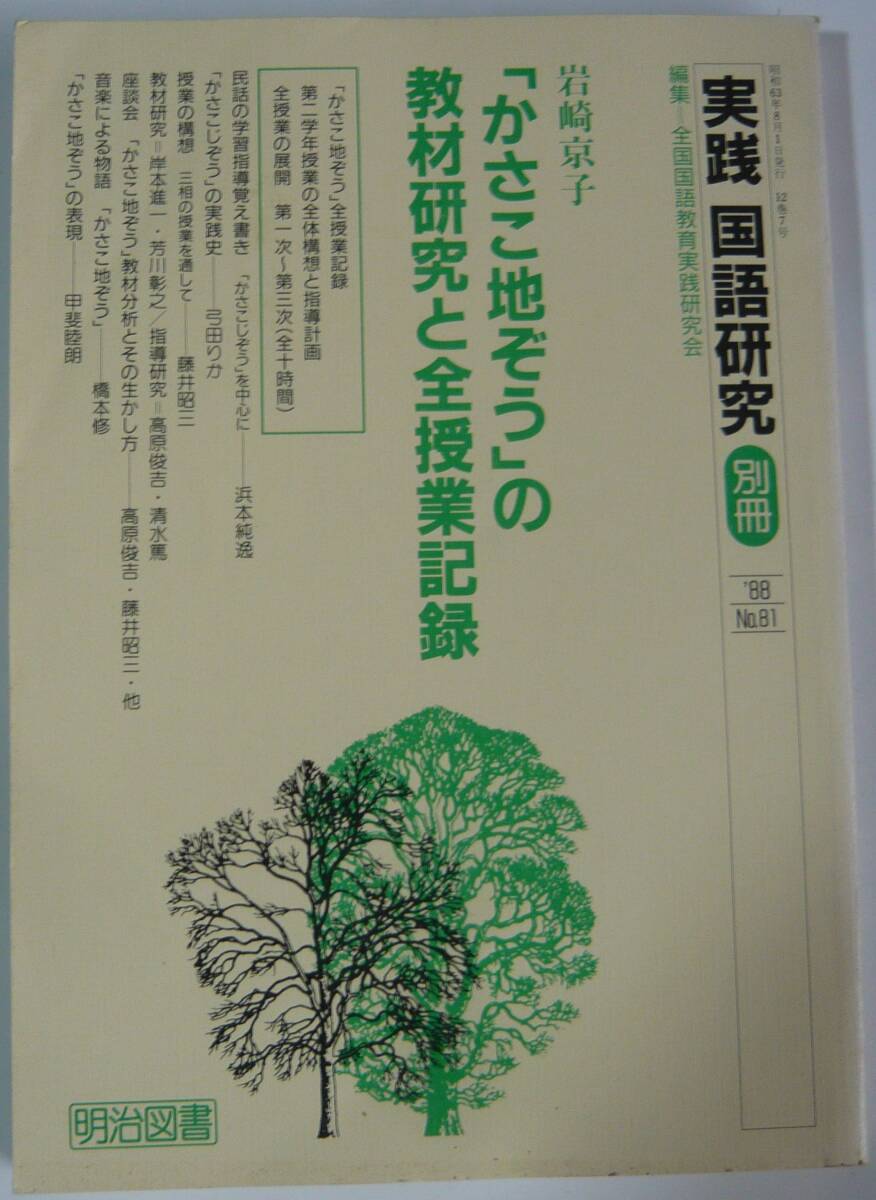 昭和63年8月1日発行 12巻7号
実践 国語研究 別冊
'88
No.81
編集=全国国語教育実践研究会
岩崎京子
「かさこ地ぞう」の
教材研究と全授業記録
「かさこ地ぞう」全授業記録
第二学年授業の全体構想と指導計画
全授業の展開 第一次〜第三次(全十時間)
民話の学習指導覚え書き 「かさこじぞう」を中心に――浜本純逸
「かさこじぞう」の実践史――弓田りか
授業の構想 三相の授業を通して――藤井昭三
教材研究=岸本進一・芳川彰之/指導研究=高原俊吉・清水篤
座談会 「かさこ地ぞう」教材分析とその生かし方――高原俊吉・藤井昭三・他
音楽による物語 「かさこ地ぞう」――橋本修
「かさこ地ぞう」の表現――甲斐睦朗
明治図書